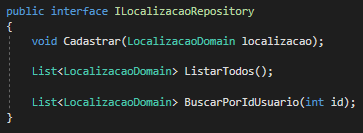 public interface ILocalizacaoRepository
{
void Cadastrar(LocalizacaoDomain localizacao);
List<LocalizacaoDomain> ListarTodos();
List<LocalizacaoDomain> BuscarPorIdUsuario(int id);
}